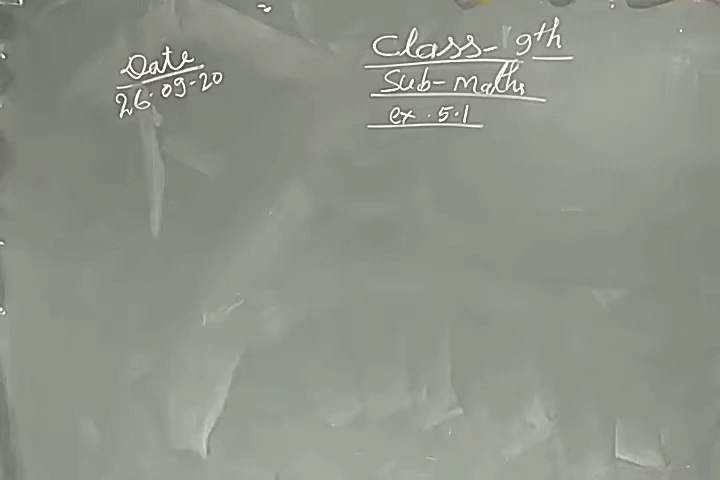 Date
26.09.20
Class- 9th
Sub- Maths
ex. 5.1